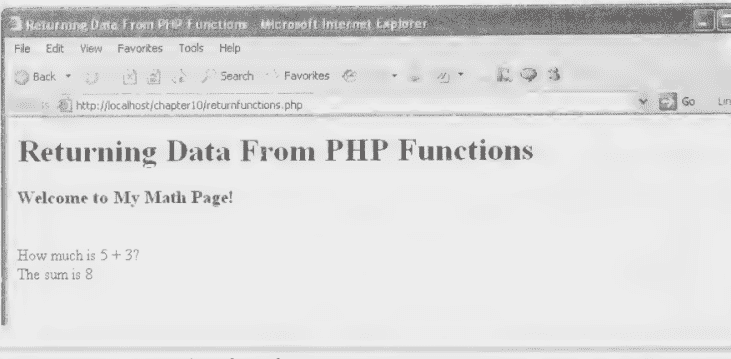 Returning Data From PHP Functions Microsoft Internet Explorer
File Edit View Favorites Tools Help
Back Search Favorites
http://localhost/chapter10/returnfunctions.php Go
Returning Data From PHP Functions
Welcome to My Math Page!
How much is 5 + 3?
The sum is 8